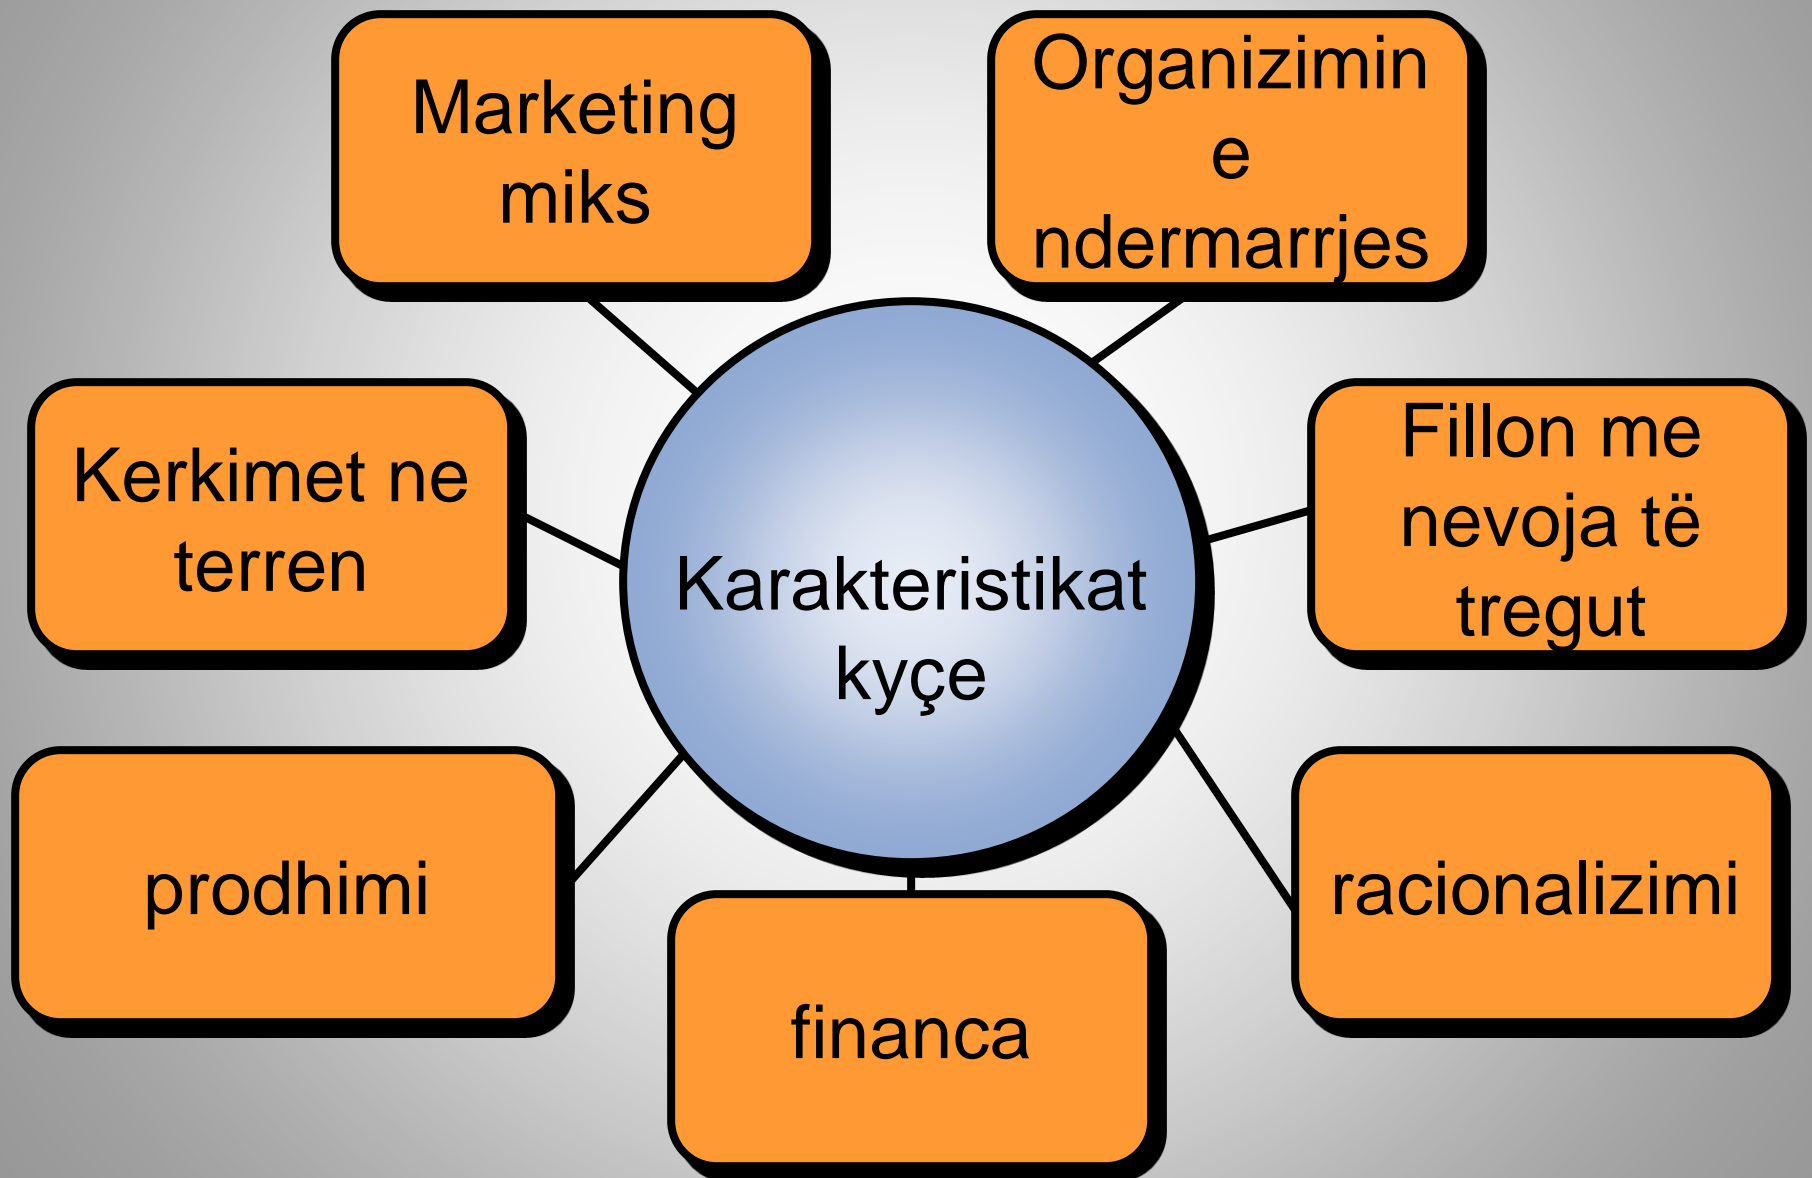 Marketing
miks
Organizimin
e
ndermarrjes
Kerkimet ne
terren
Karakteristikat
kyçe
Fillon me
nevoja të
tregut
prodhimi
financa
racionalizimi